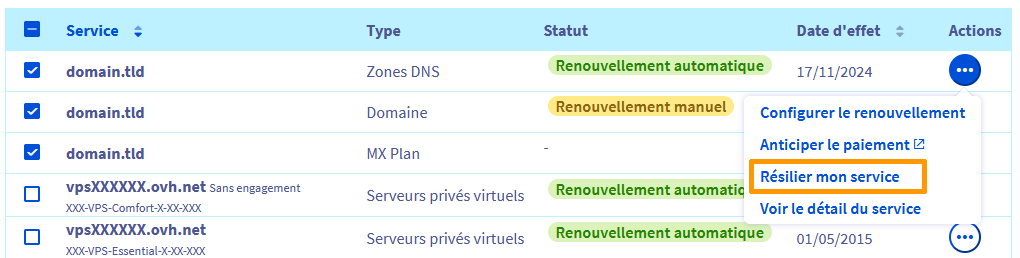 Service Type Statut Date d'effet Actions
domain.tld Zones DNS Renouvellement automatique 17/11/2024
domain.tld Domaine Renouvellement manuel
Configurer le renouvellement
domain.tld MX Plan -
Anticiper le paiement
Résilier mon service
vpsXXXXXX.ovh.net Sans engagement Serveurs privés virtuels Renouvellement automatiq
XXX-VPS-Comfort-X-XX-XXX
Voir le détail du service
vpsXXXXXX.ovh.net Serveurs privés virtuels Renouvellement automatique 01/05/2015
XXX-VPS-Essential-X-XX-XXX